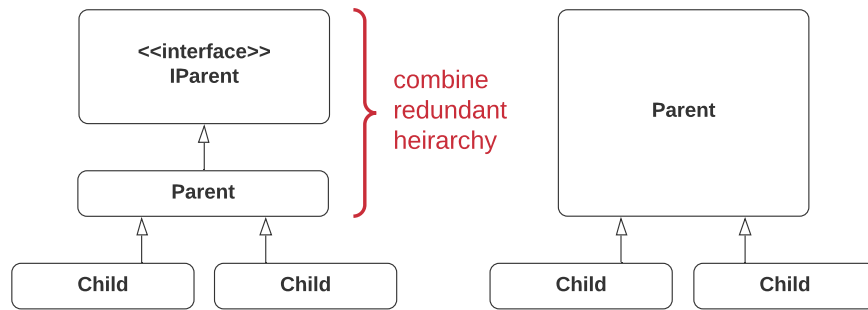 <<interface>>
IParent
Parent
Child
Child
combine
redundant
heirarchy
Parent
Child
Child